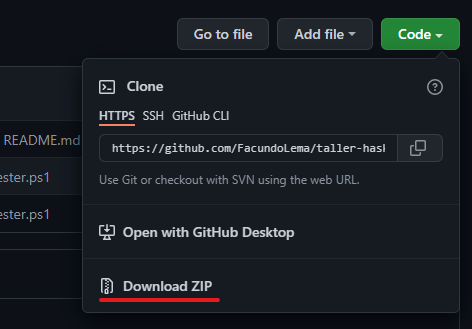 Go to file
Add file
Code
Clone
HTTPS SSH GitHub CLI
README.md
https://github.com/FacundoLema/taller-hash
ester.ps1
Use Git or checkout with SVN using the web URL.
ester.ps1
Open with GitHub Desktop
Download ZIP